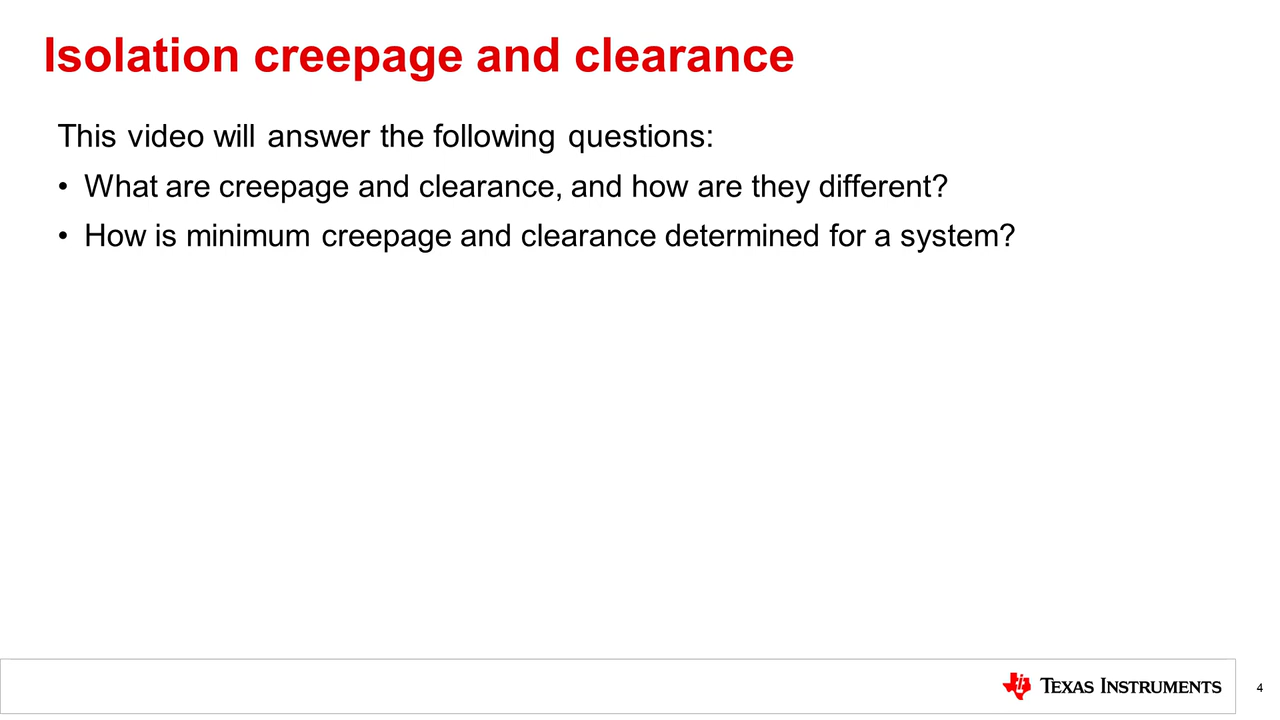 Isolation creepage and clearance
This video will answer the following questions:
• What are creepage and clearance, and how are they different?
• How is minimum creepage and clearance determined for a system?
TEXAS INSTRUMENTS
4